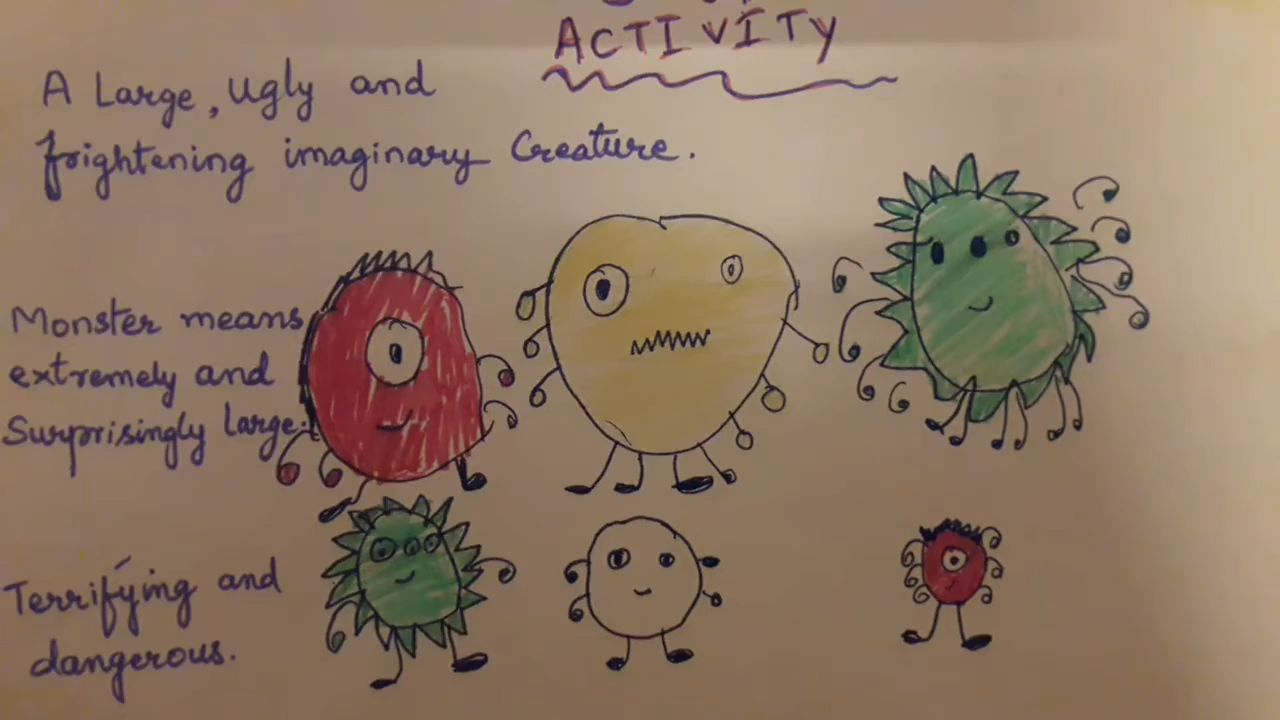 ACTIVITY
A Large, Ugly and
frightening imaginary Creature.
Monster means
extremely and
Surprisingly large.
Terrifying and
dangerous.